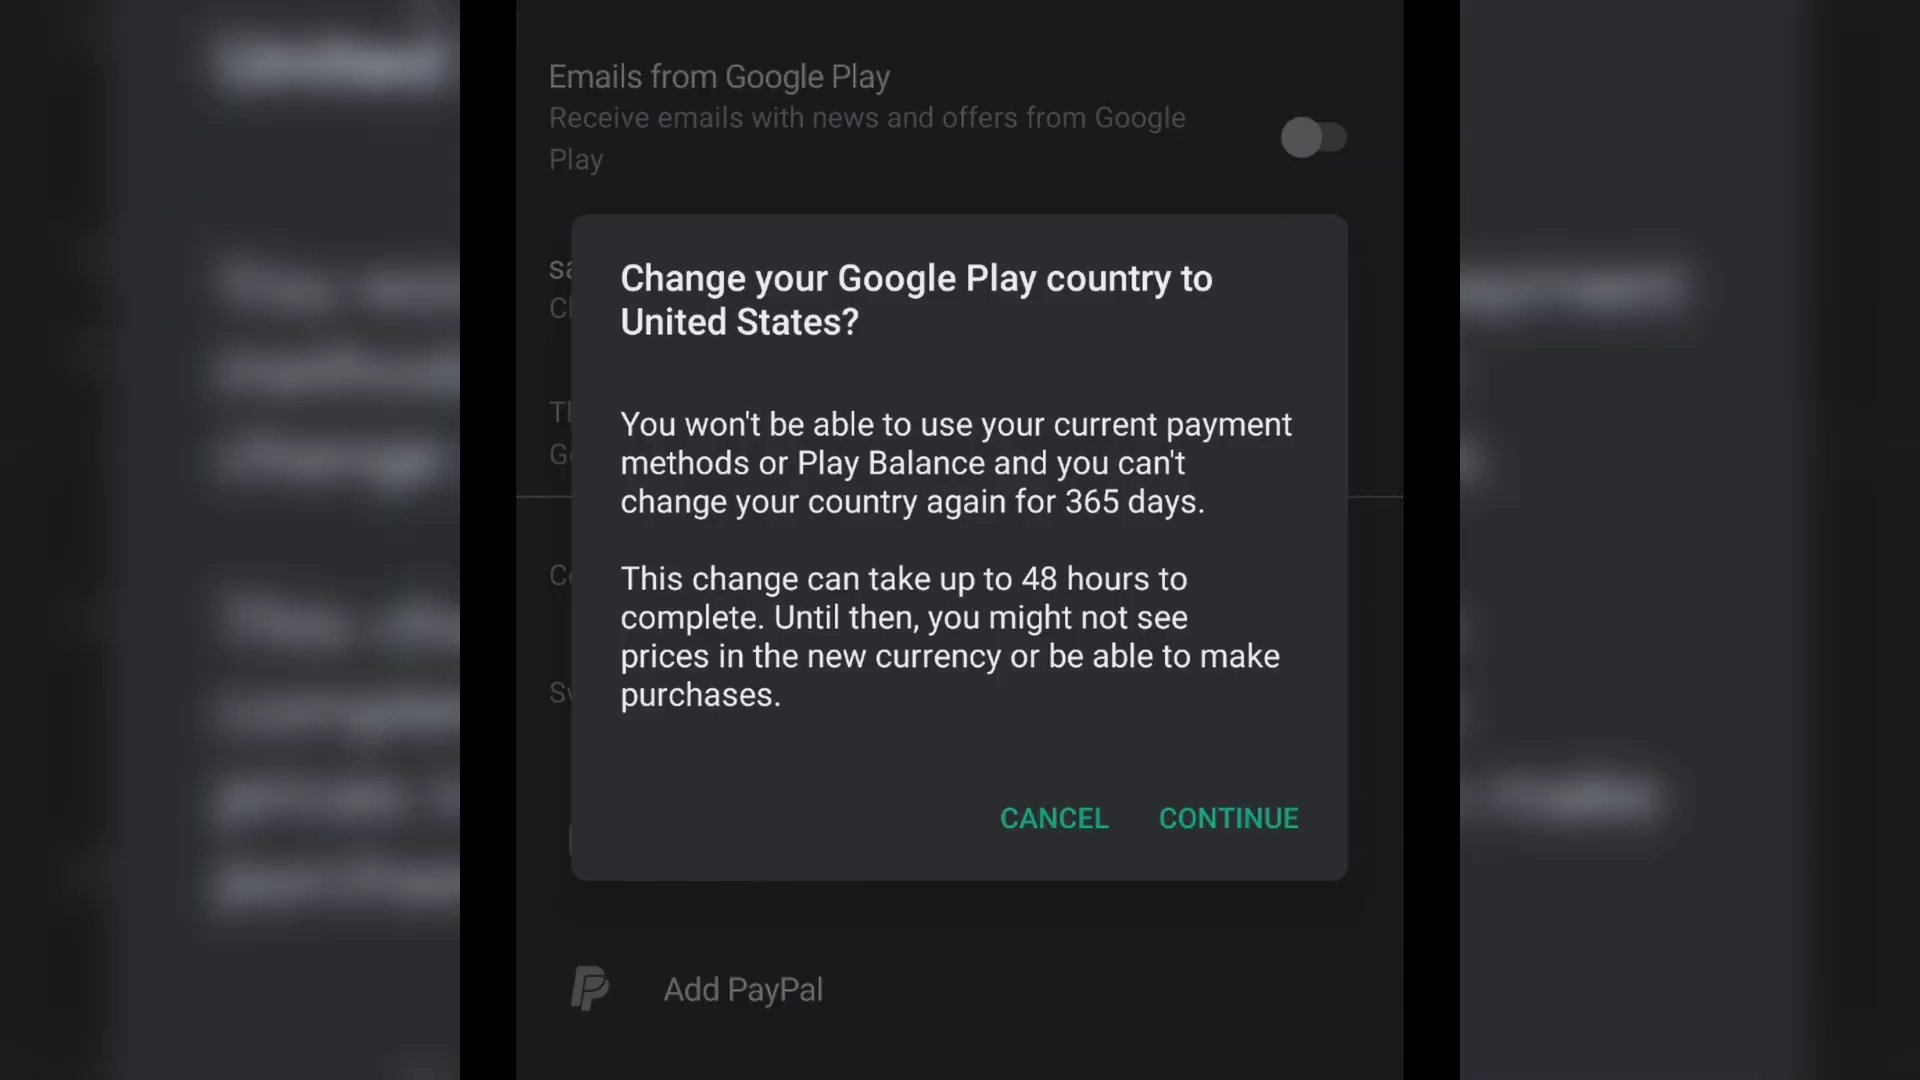 Emails from Google Play
Receive emails with news and offers from Google
Play
Change your Google Play country to
United States?
You won't be able to use your current payment
methods or Play Balance and you can't
change your country again for 365 days.
This change can take up to 48 hours to
complete. Until then, you might not see
prices in the new currency or be able to make
purchases.
CANCEL CONTINUE
Add PayPal